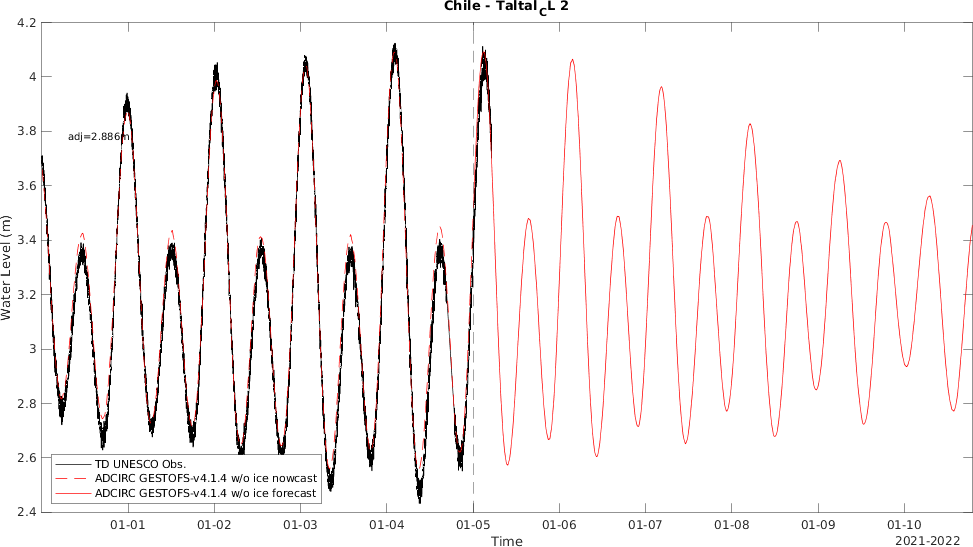 Chile - Taltal_CL 2
4.2
4
3.8
3.6
3.4
3.2
3
2.8
2.6
2.4
Water Level (m)
adj=2.886m
TD UNESCO Obs.
ADCIRC GESTOFS-v4.1.4 w/o ice nowcast
ADCIRC GESTOFS-v4.1.4 w/o ice forecast
01-01 01-02 01-03 01-04 01-05 01-06 01-07 01-08 01-09 01-10
Time
2021-2022